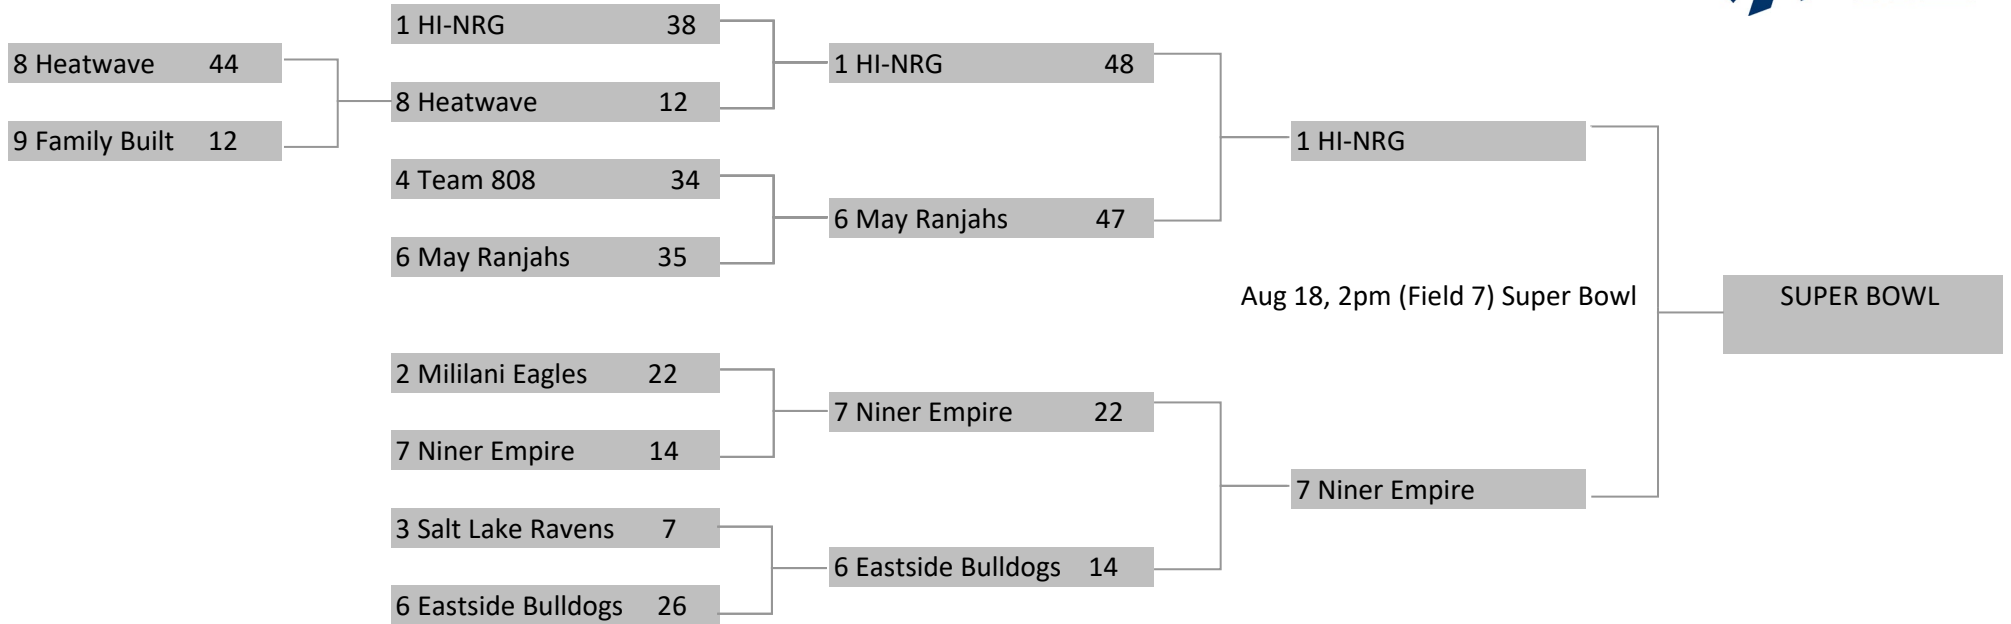 8 Heatwave 44
9 Family Built 12
1 HI-NRG 38
8 Heatwave 12
4 Team 808 34
6 May Ranjahs 35
2 Mililani Eagles 22
7 Niner Empire 14
3 Salt Lake Ravens 7
6 Eastside Bulldogs 26
1 HI-NRG 48
6 May Ranjahs 47
7 Niner Empire 22
6 Eastside Bulldogs 14
1 HI-NRG
Aug 18, 2pm (Field 7) Super Bowl
7 Niner Empire
SUPER BOWL